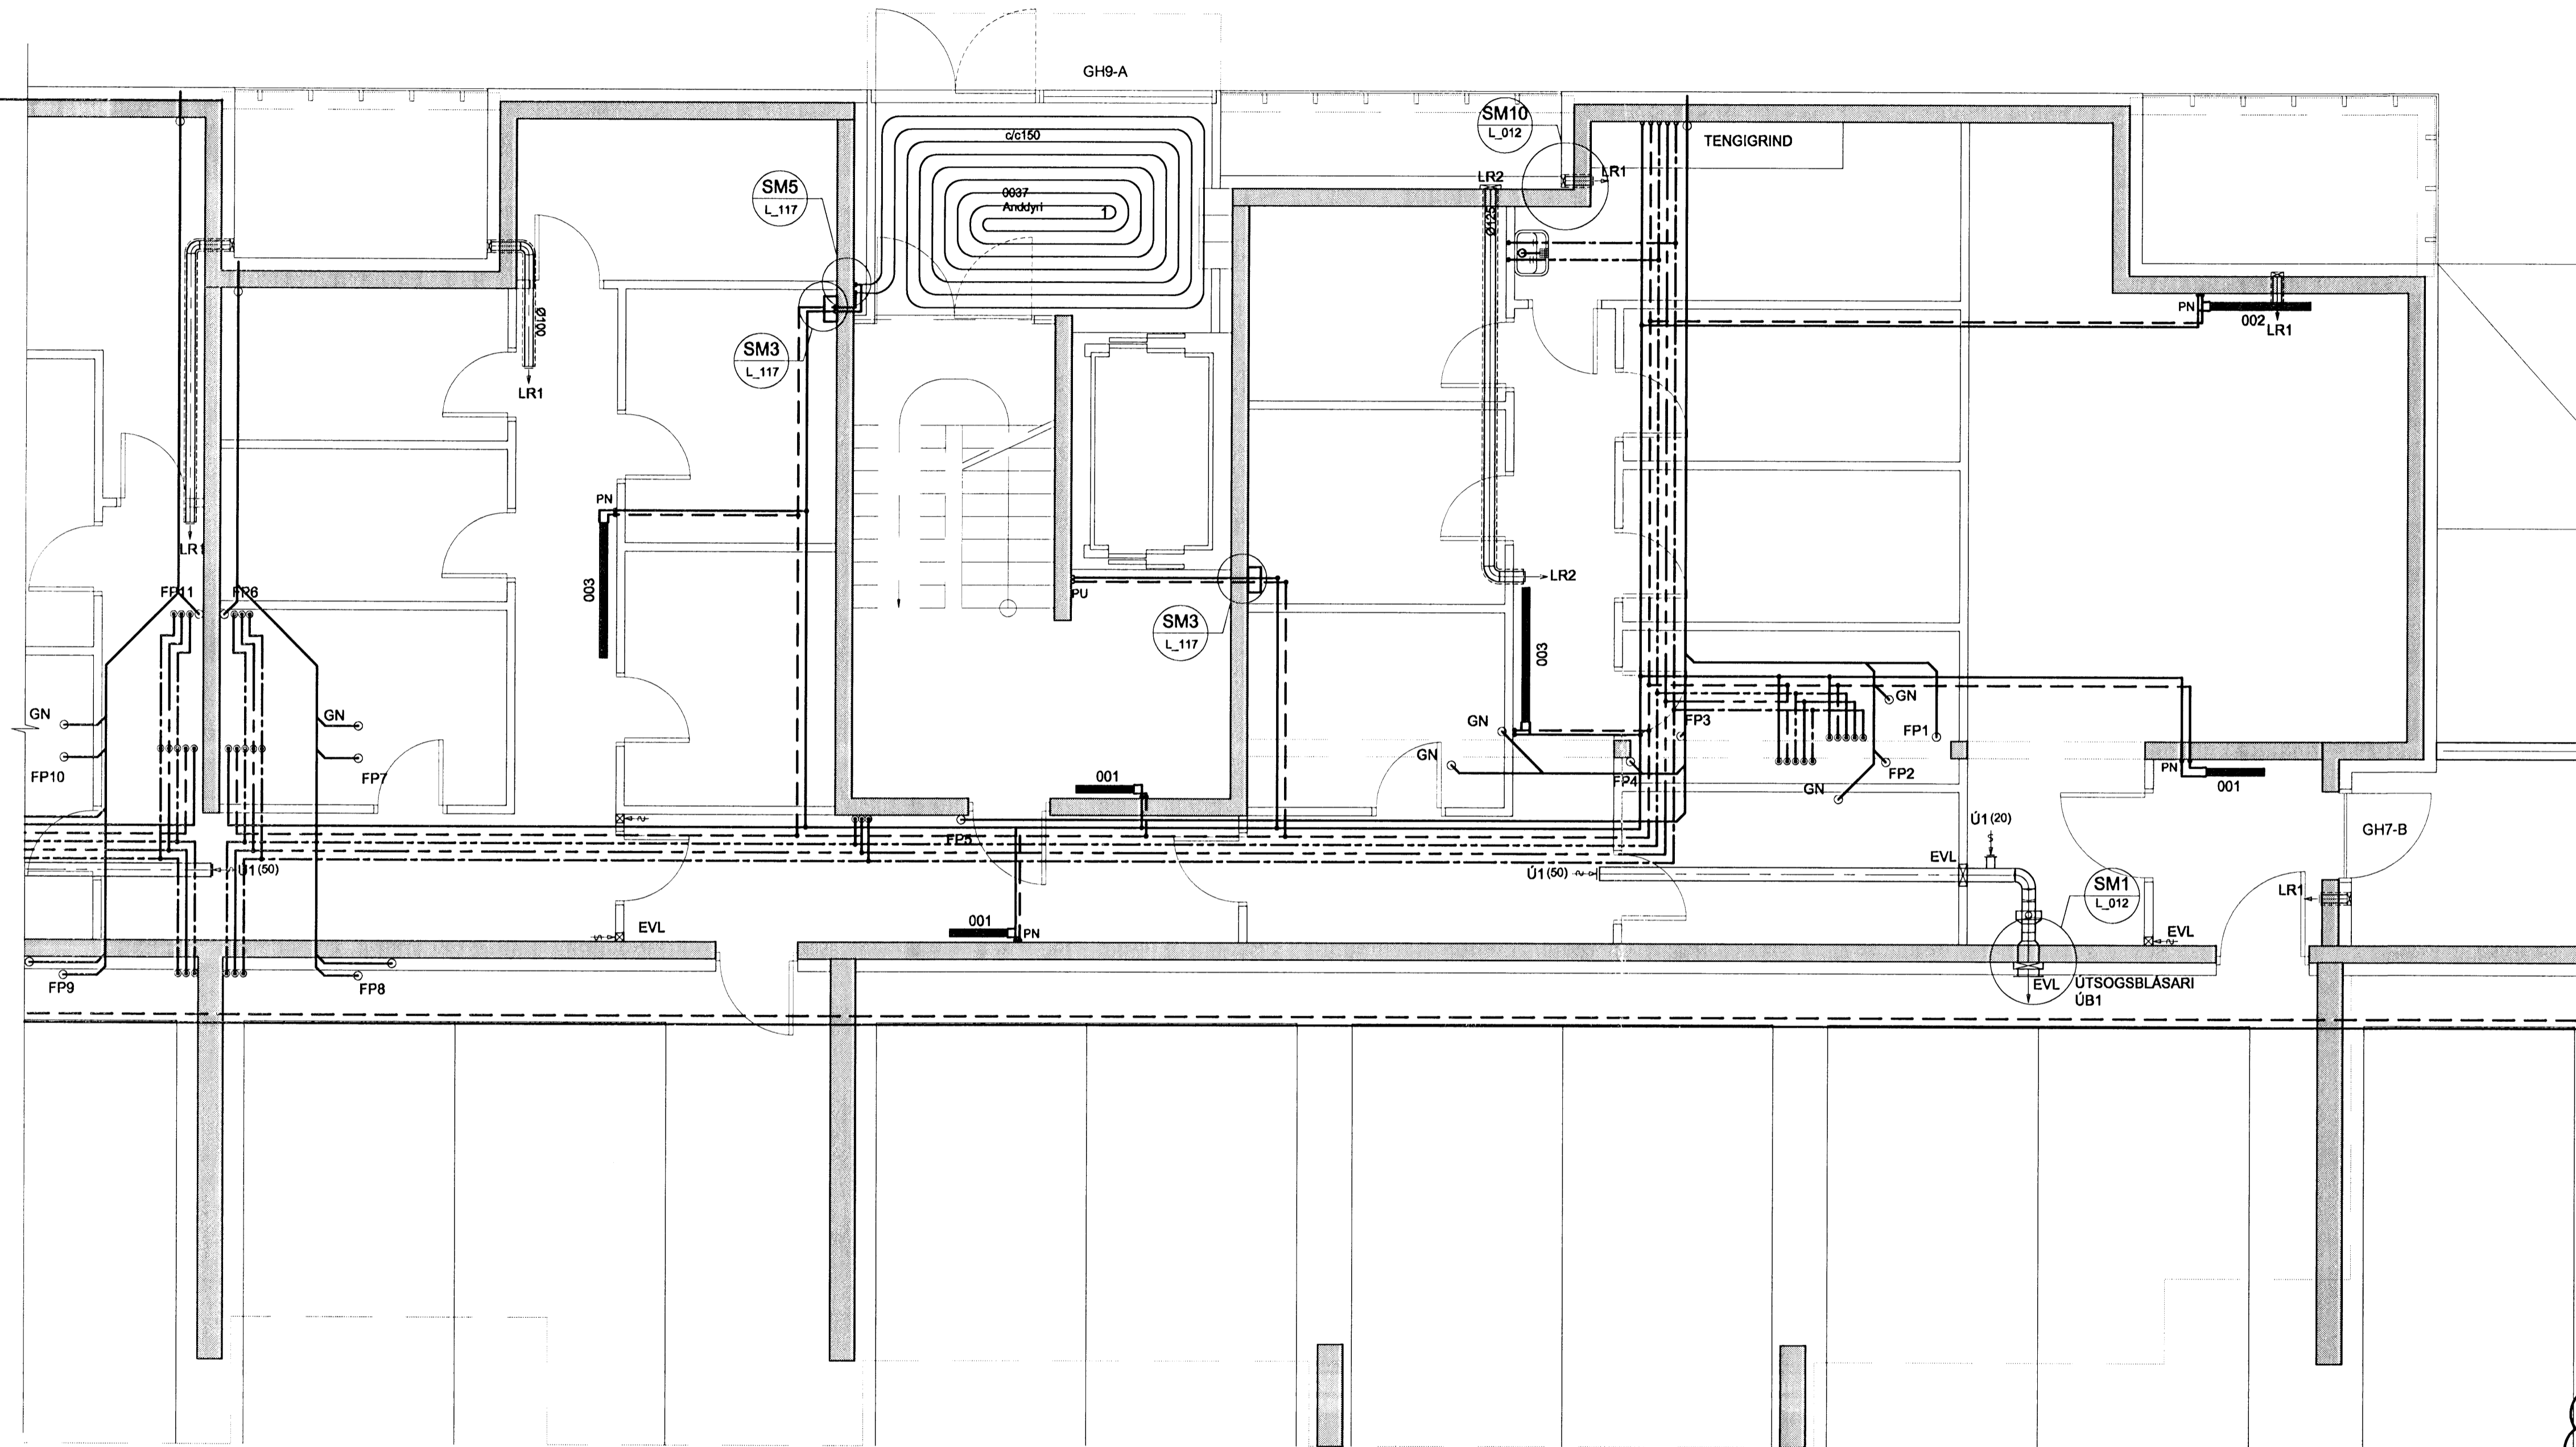 GH9-A
SM10
L_012
c/c150
TENGIGRIND
LR1
LR2
SM5
L_117
0037
Anddyri
1
Ø125
PN
002
LR1
Ø100
SM3
L_117
LR1
PN
003
LR1
LR2
FP11
FP6
PU
SM3
L_117
003
GN
GN
GN
GN
FP3
FP1
GN
FP10
FP7
001
FP4
FP2
GN
PN
001
Ú1 (20)
GH7-B
FP5
EVL
Ú1 (50)
Ú1 (50)
SM1
L_012
LR1
001
PN
EVL
EVL
FP9
FP8
EVL
ÚTSOGSBLÁSARI
ÚB1